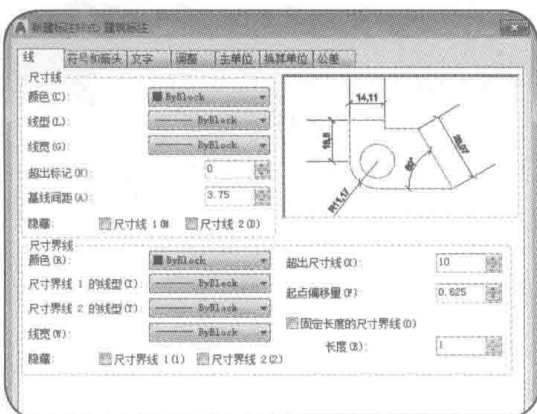 新建标注样式: 建筑标注
线 符号和箭头 文字 调整 主单位 换算单位 公差
尺寸线
颜色(C): ByBlock
线型(L): ByBlock
线宽(G): ByBlock
超出标记(N): 0
基线间距(A): 3.75
隐藏: 尺寸线 1(M) 尺寸线 2(D)
14,11
19,8
60°
R11,17
尺寸界线
颜色(R): ByBlock
尺寸界线 1 的线型(I): ByBlock
尺寸界线 2 的线型(T): ByBlock
线宽(W):  ByBlock
隐藏: 尺寸界线 1(1) 尺寸界线 2(2)
超出尺寸线(X): 10
起点偏移量(F): 0.625
固定长度的尺寸界线(O)
长度(E): 1